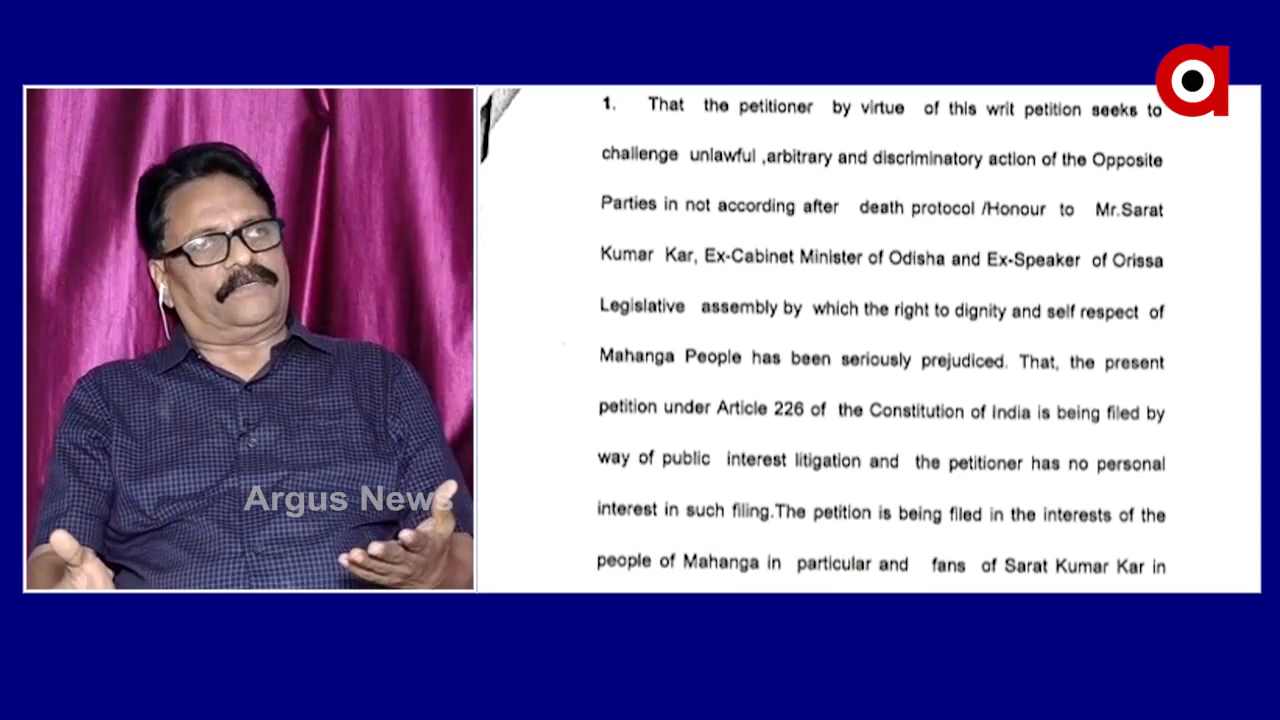 1. That the petitioner by virtue of this writ petition seeks to
challenge unlawful ,arbitrary and discriminatory action of the Opposite
Parties in not according after death protocol /Honour to Mr.Sarat
Kumar Kar, Ex-Cabinet Minister of Odisha and Ex-Speaker of Orissa
Legislative assembly by which the right to dignity and self respect of
Mahanga People has been seriously prejudiced. That, the present
petition under Article 226 of the Constitution of India is being filed by
way of public interest litigation and the petitioner has no personal
interest in such filing.The petition is being filed in the interests of the
people of Mahanga in particular and fans of Sarat Kumar Kar in
Argus News
a